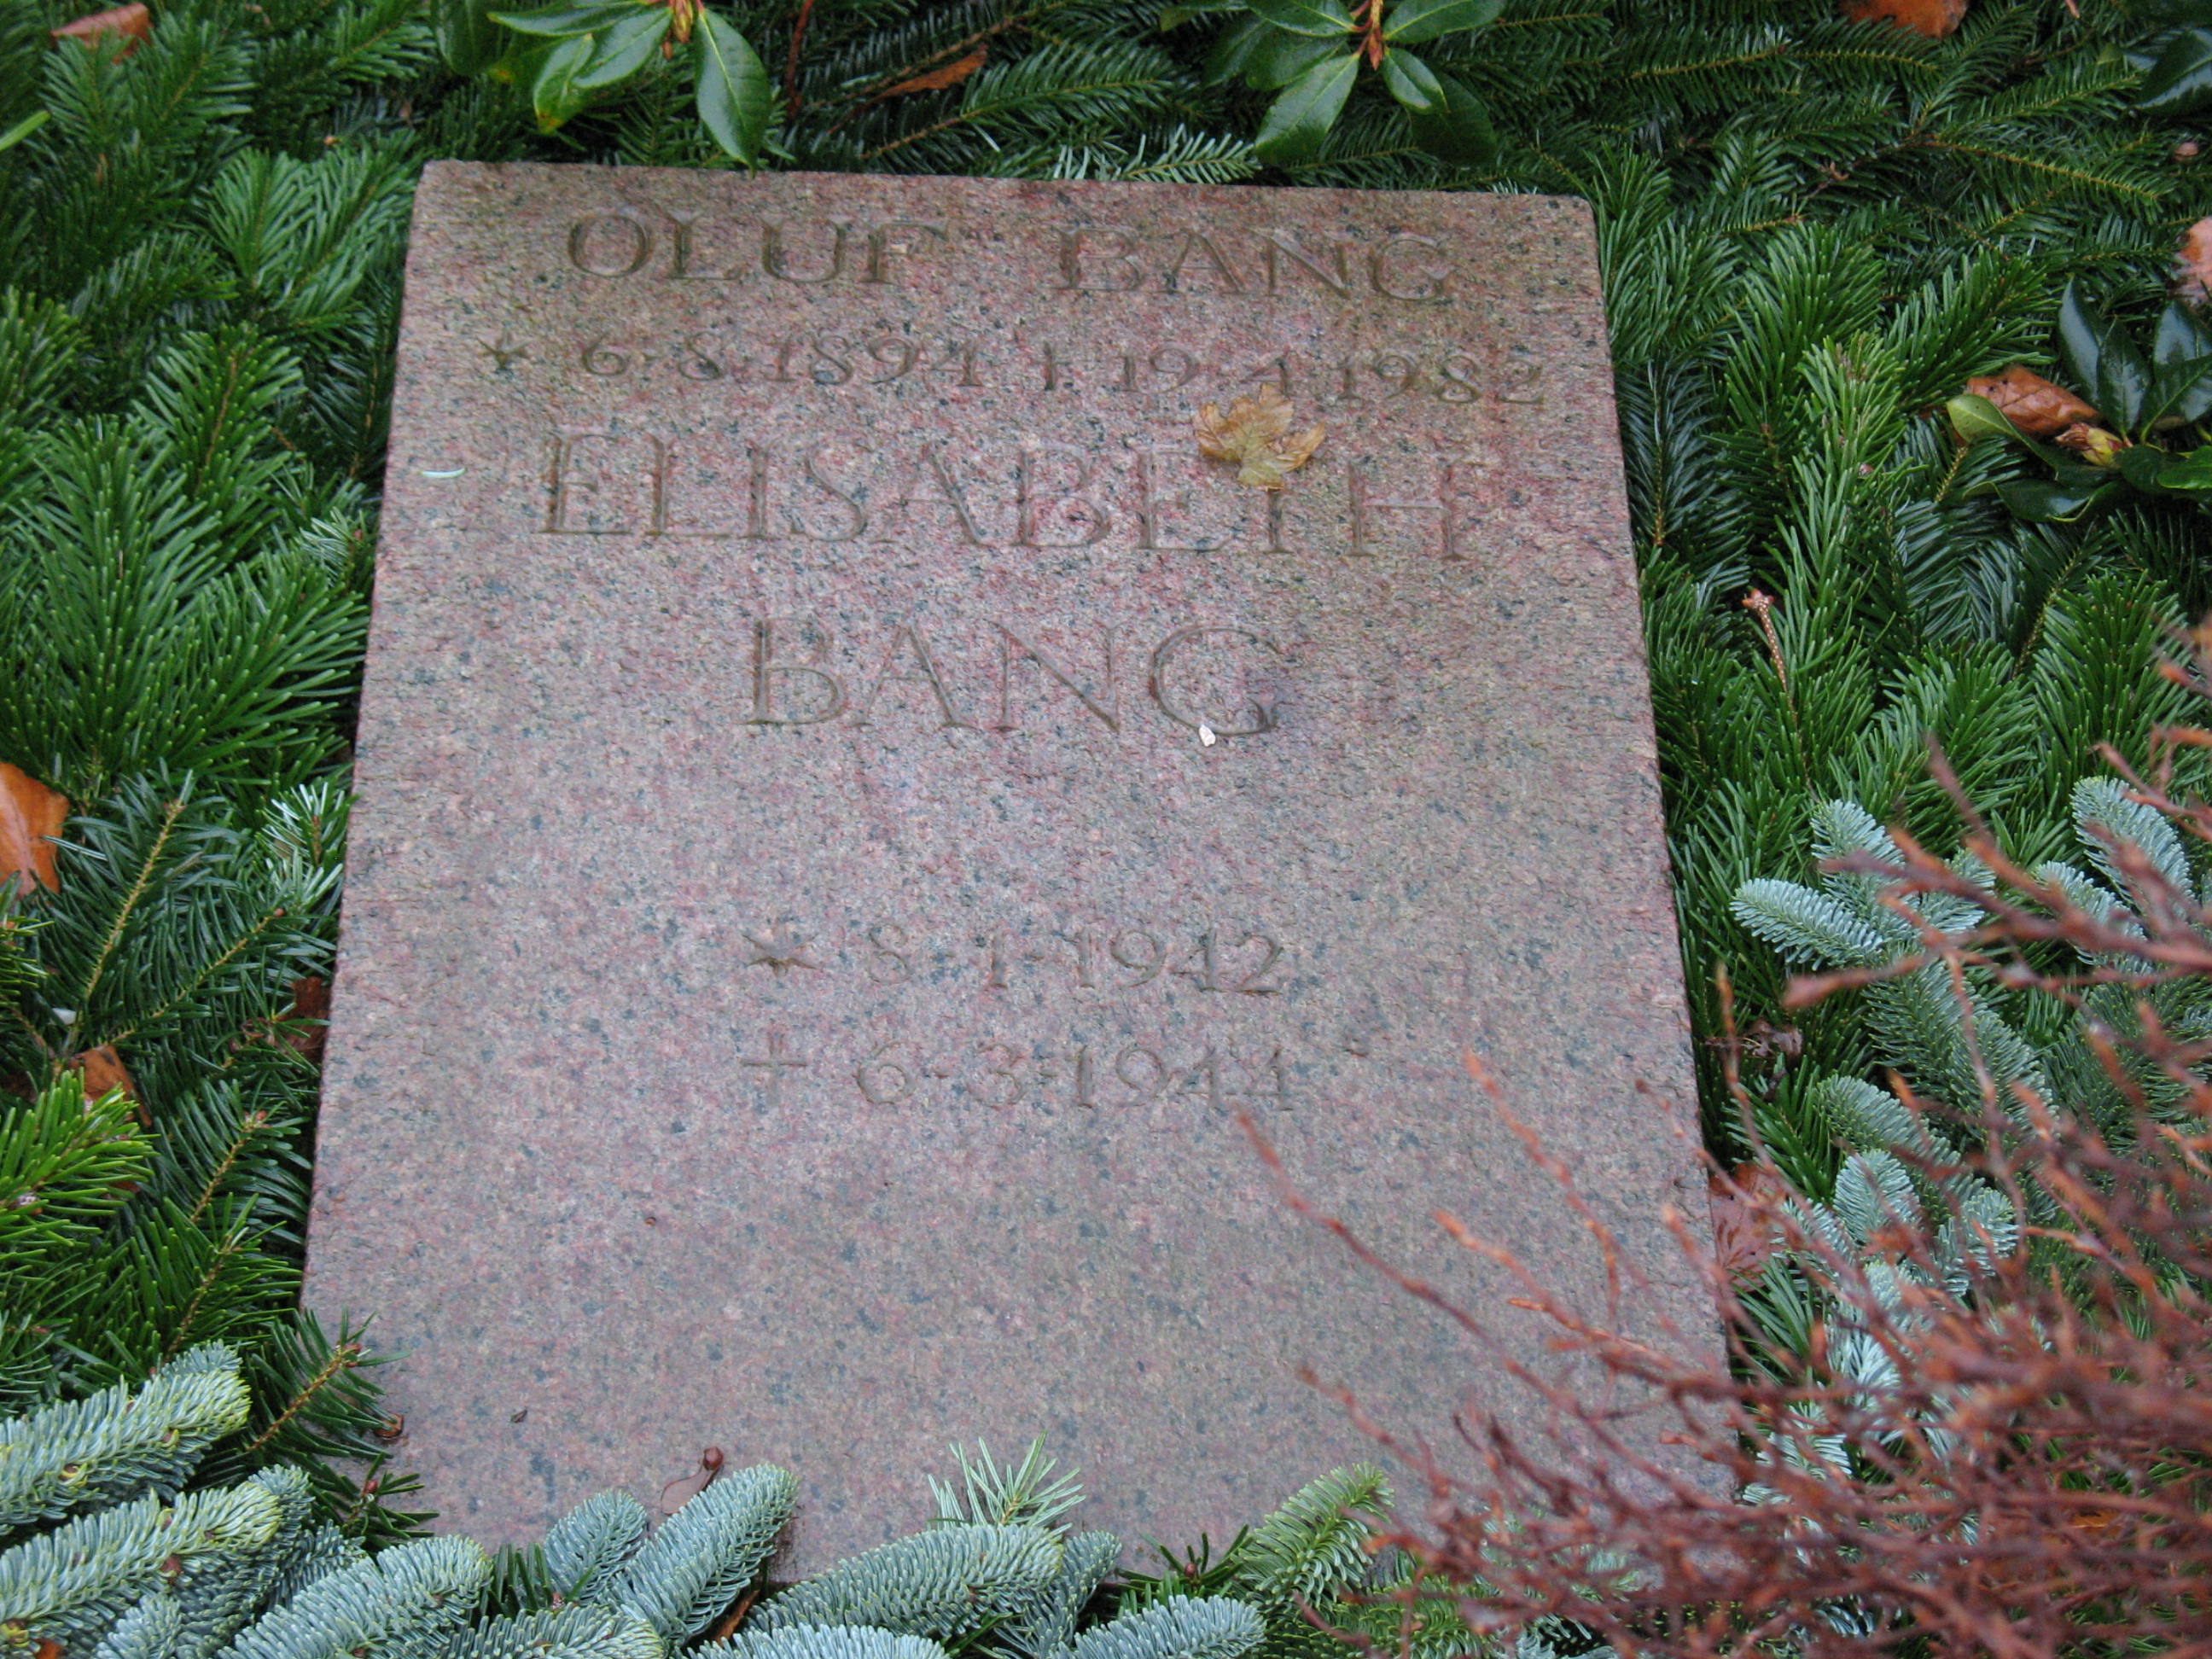 OLUF BANG
* 6·8·1894 † 19·4·1982
ELISABETH
BANG
* 8·1·1942
† 6·3·1944